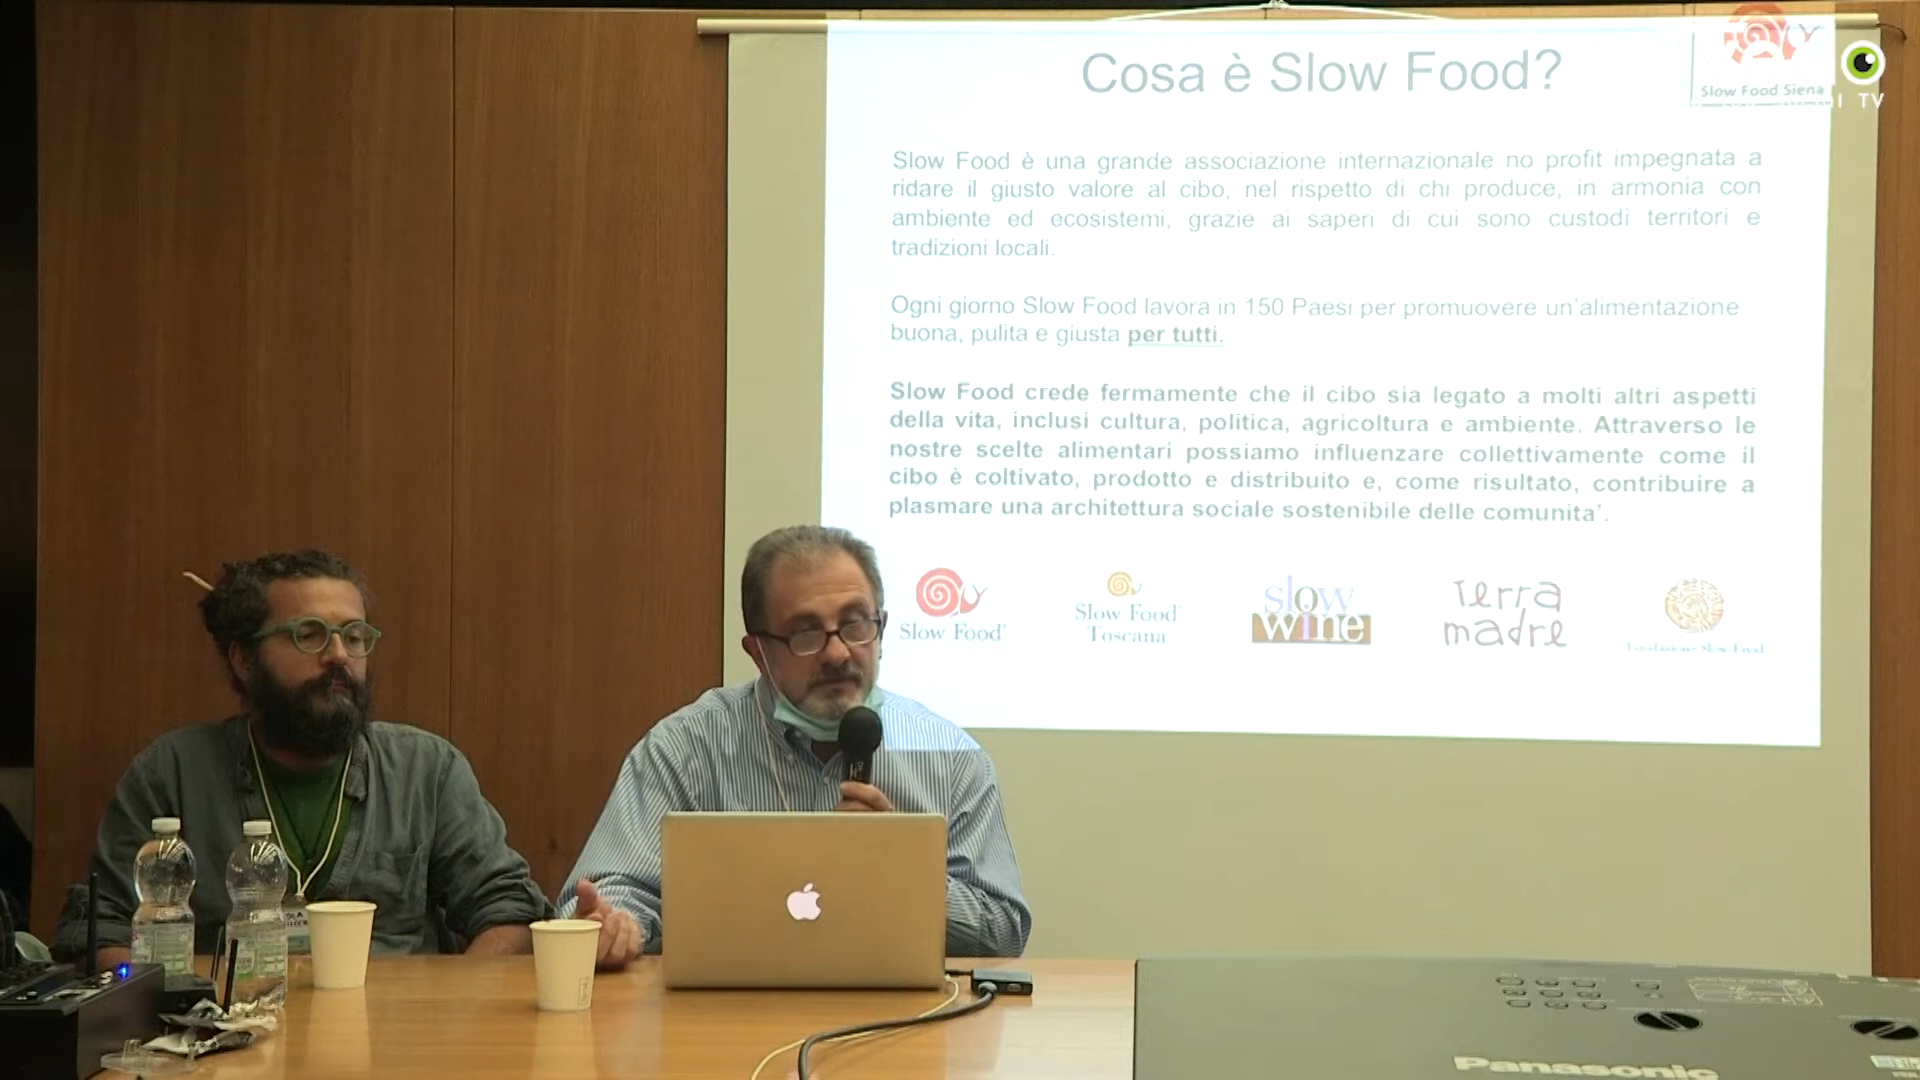 Cosa è Slow Food?
Slow Food Siena
TV
Slow Food è una grande associazione internazionale no profit impegnata a
ridare il giusto valore al cibo, nel rispetto di chi produce, in armonia con
ambiente ed ecosistemi, grazie ai saperi di cui sono custodi territori e
tradizioni locali.
Ogni giorno Slow Food lavora in 150 Paesi per promuovere un'alimentazione
buona, pulita e giusta per tutti.
Slow Food crede fermamente che il cibo sia legato a molti altri aspetti
della vita, inclusi cultura, politica, agricoltura e ambiente. Attraverso le
nostre scelte alimentari possiamo influenzare collettivamente come il
cibo è coltivato, prodotto e distribuito e, come risultato, contribuire a
plasmare una architettura sociale sostenibile delle comunita'.
Slow Food®
Slow Food®
Toscana
slow
wine
Terra
madre
Fondazione Slow Food
Panasonic